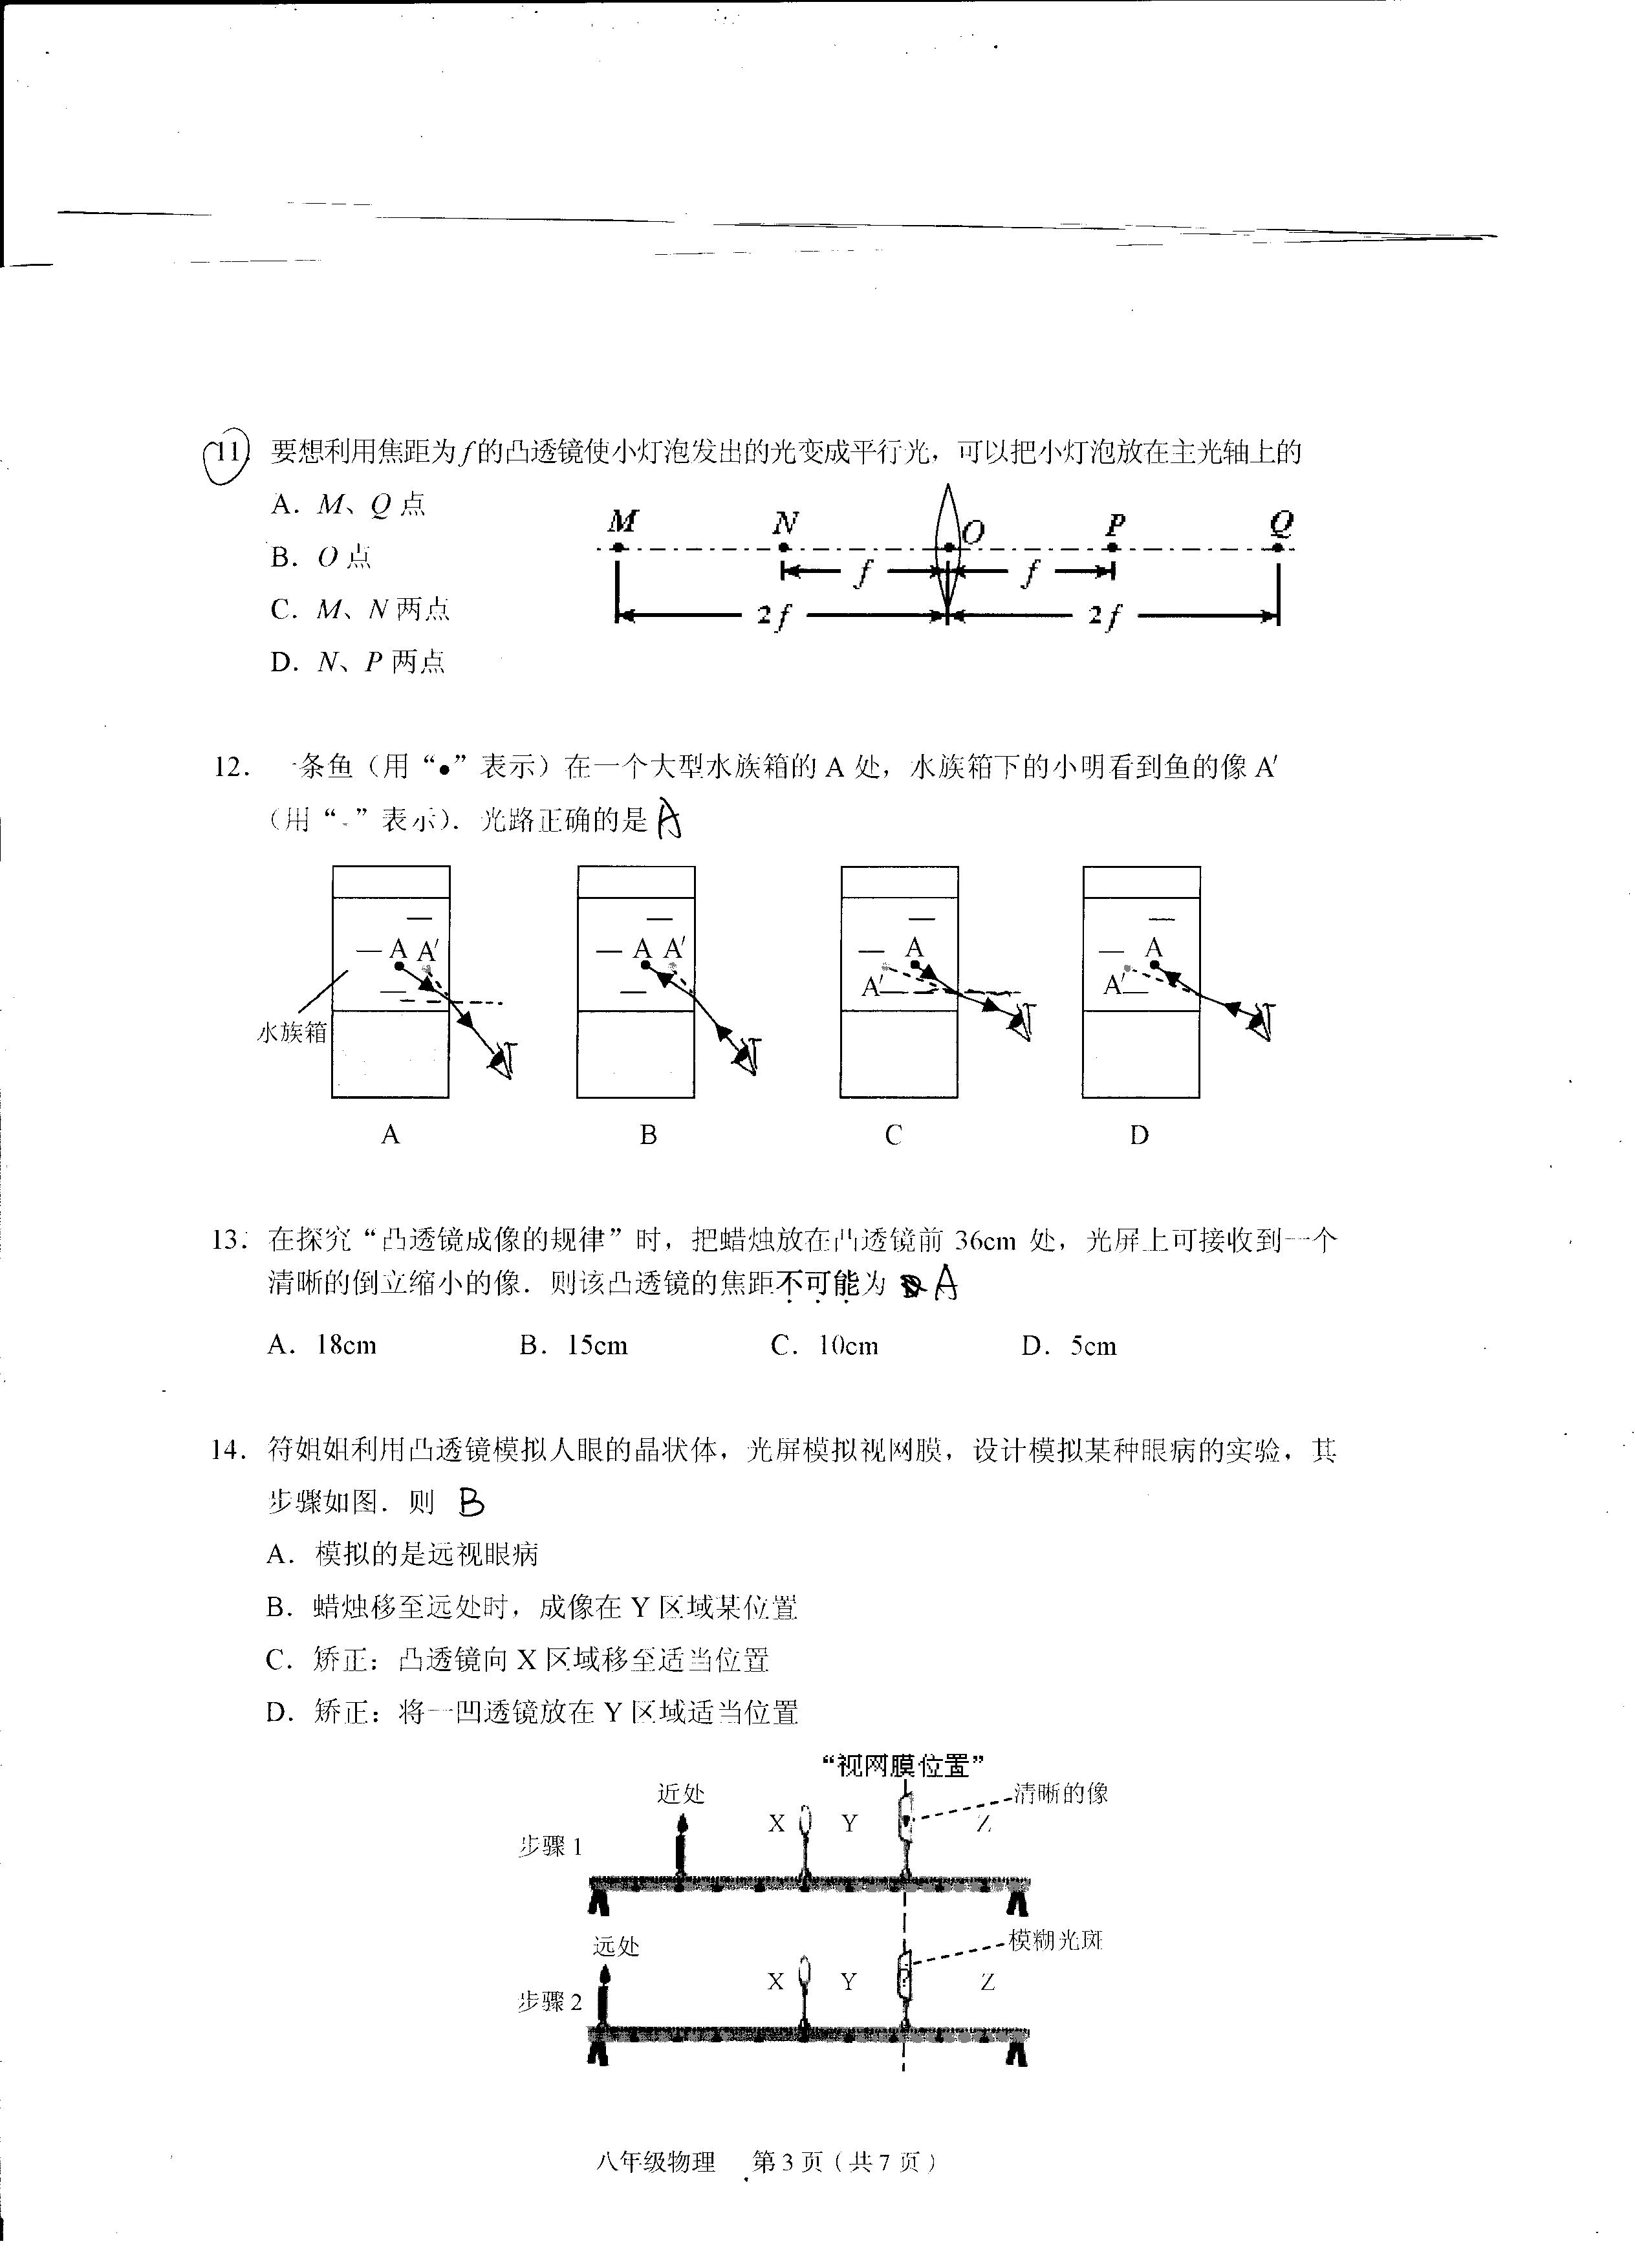 11. 要想利用焦距为f的凸透镜使小灯泡发出的光变成平行光，可以把小灯泡放在主光轴上的
A. M、Q 点
B. O 点
C. M、N 两点
D. N、P 两点
M N O P Q
f f
2f 2f
12. 一条鱼（用“●”表示）在一个大型水族箱的 A 处，水族箱下的小明看到鱼的像 A′
（用“ ”表示）．光路正确的是 A
A A′ A A′ A A
A′ A′
水族箱
A B C D
13. 在探究“凸透镜成像的规律”时，把蜡烛放在凸透镜前 36cm 处，光屏上可接收到一个
清晰的倒立缩小的像．则该凸透镜的焦距不可能为 A
A. 18cm B. 15cm C. 10cm D. 5cm
14. 符姐姐利用凸透镜模拟人眼的晶状体，光屏模拟视网膜，设计模拟某种眼病的实验，其
步骤如图．则 B
A. 模拟的是远视眼病
B. 蜡烛移至远处时，成像在 Y 区域某位置
C. 矫正：凸透镜向 X 区域移至适当位置
D. 矫正：将一凹透镜放在 Y 区域适当位置
“视网膜位置”
近处 清晰的像
X Y Z
步骤 1
远处 模糊光斑
X Y ? Z
步骤 2
八年级物理 第 3 页（共 7 页）